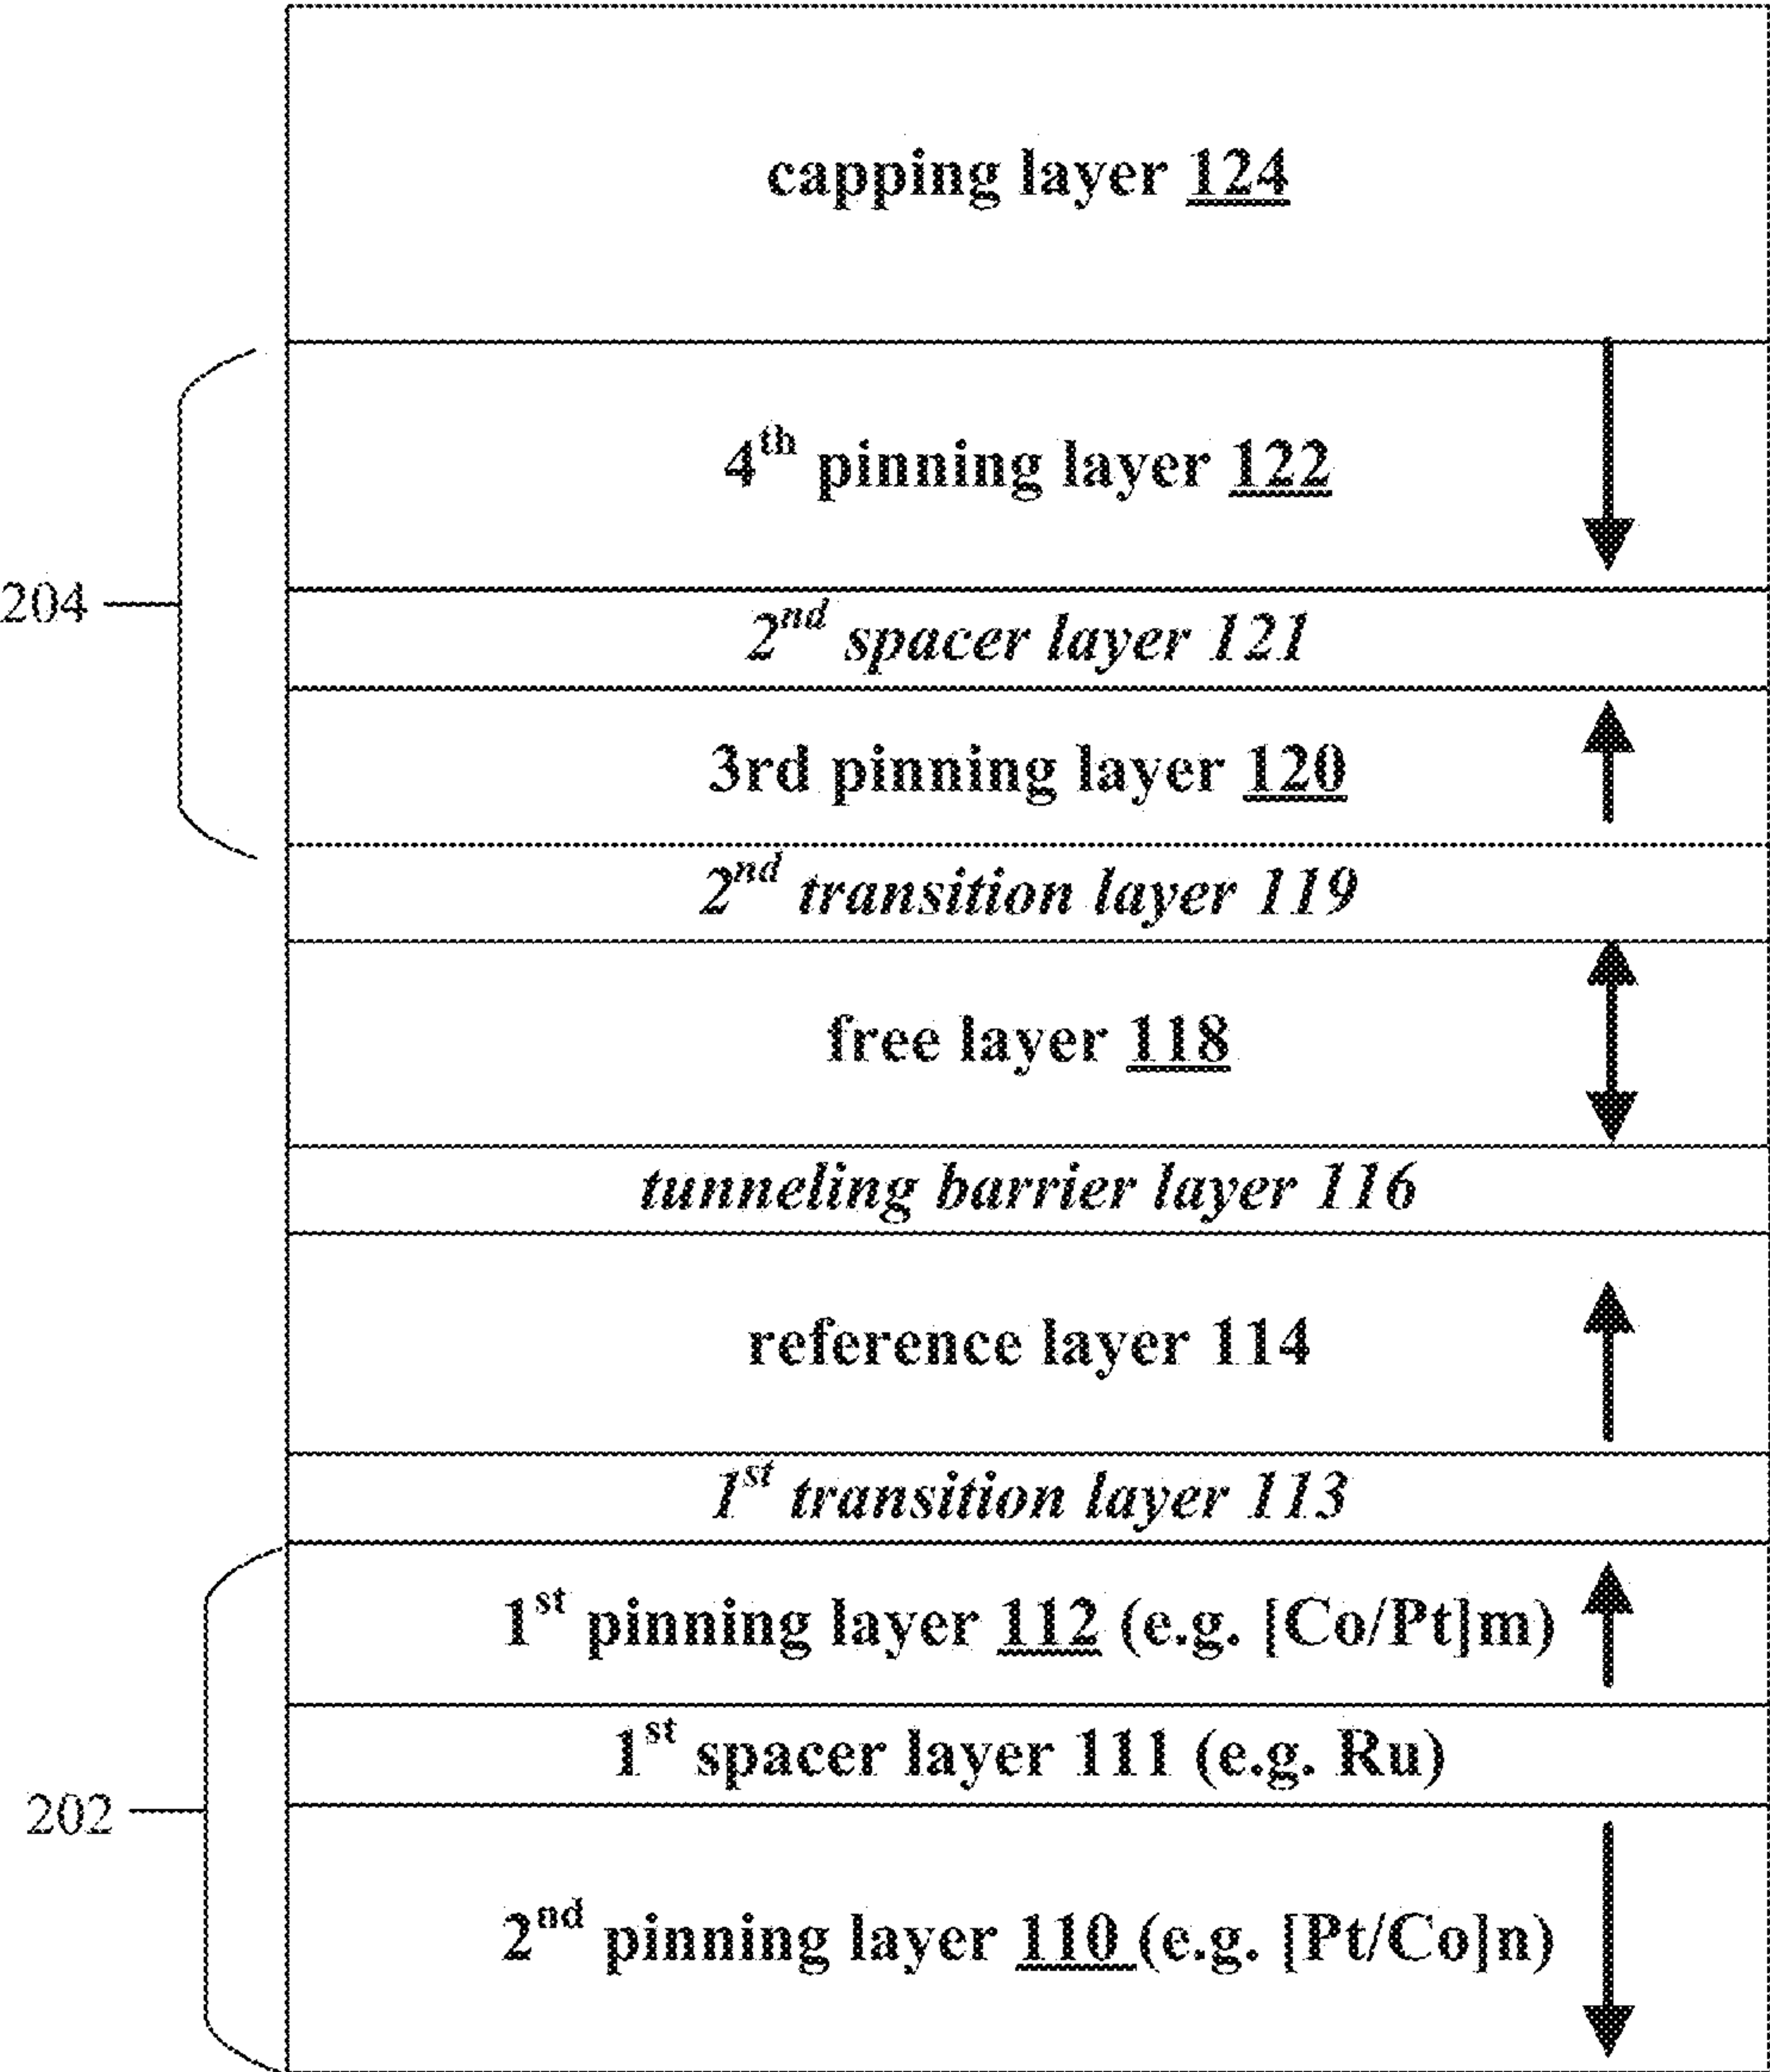 capping layer 124
4th pinning layer 122
204
2nd spacer layer 121
3rd pinning layer 120
2nd transition layer 119
free layer 118
tunneling barrier layer 116
reference layer 114
1st transition layer 113
1st pinning layer 112 (e.g. [Co/Pt]m)
1st spacer layer 111 (e.g. Ru)
202
2nd pinning layer 110 (e.g. [Pt/Co]n)